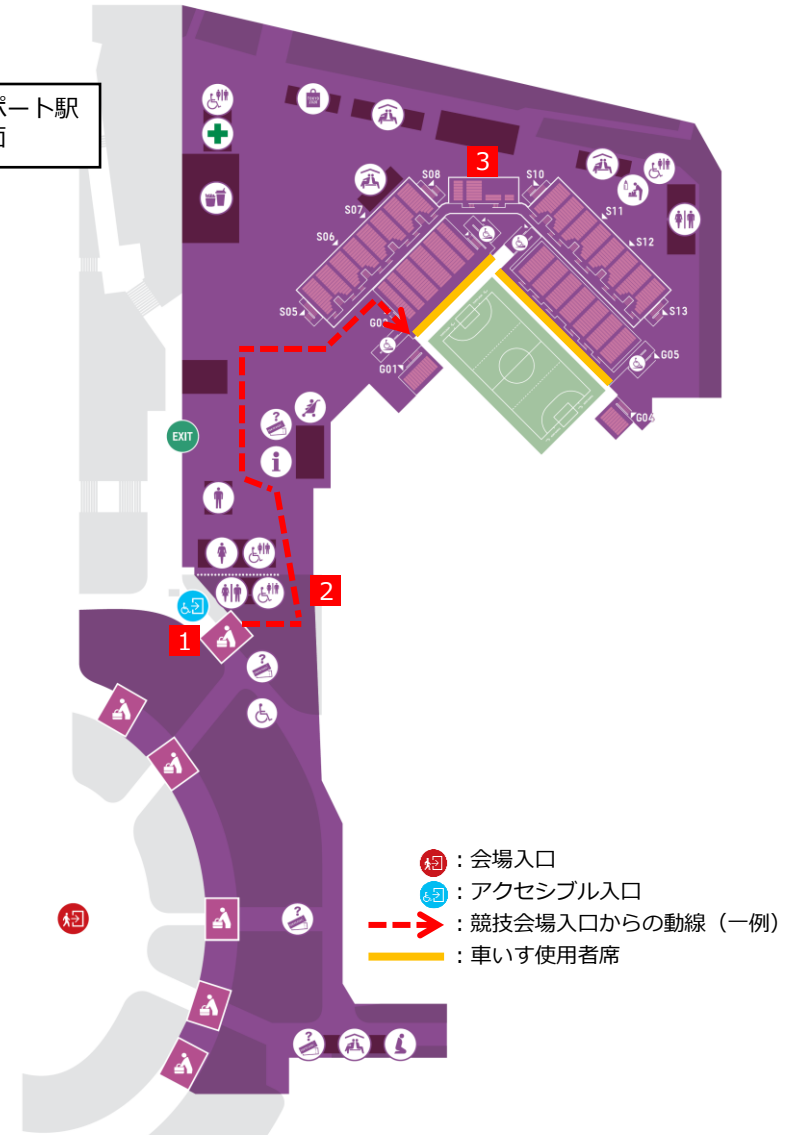 ポート駅
面
3
S08
S10
S07
S11
S06
S12
S05
S13
G02
G05
G01
G04
EXIT
2
1
：会場入口
：アクセシブル入口
：競技会場入口からの動線（一例）
：車いす使用者席